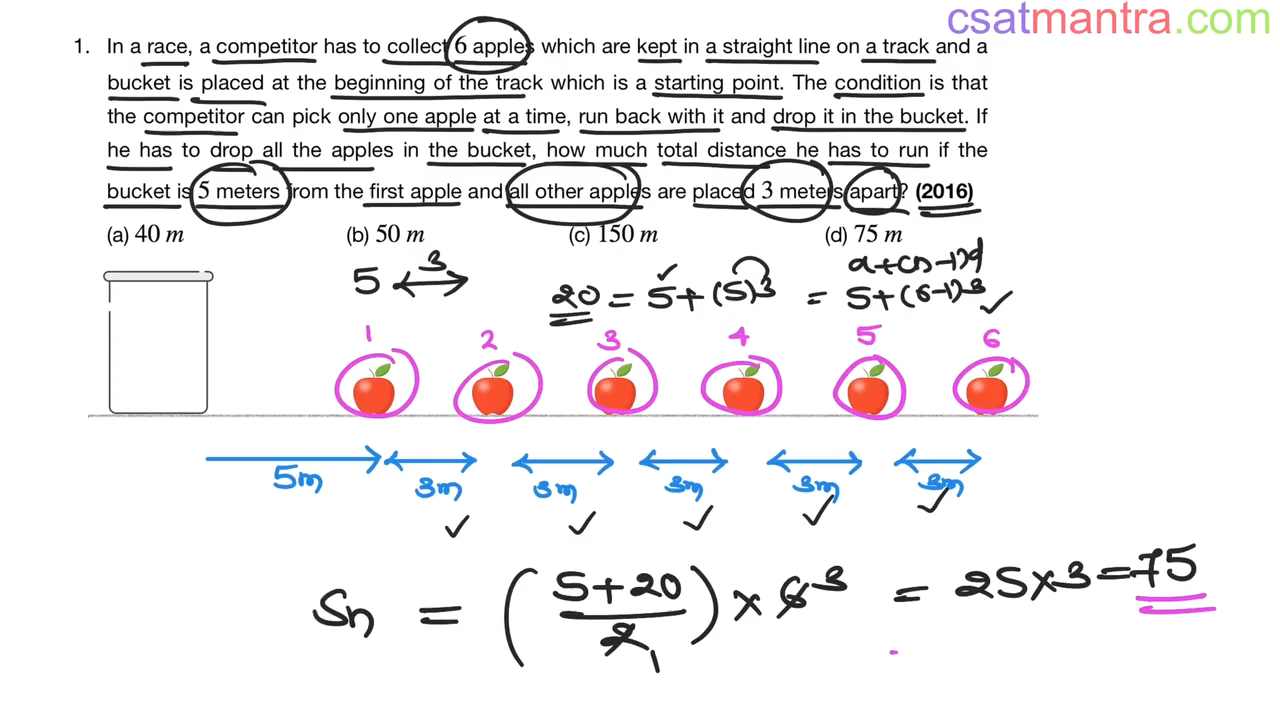 csatmantra.com
1. In a race, a competitor has to collect 6 apples which are kept in a straight line on a track and a
bucket is placed at the beginning of the track which is a starting point. The condition is that
the competitor can pick only one apple at a time, run back with it and drop it in the bucket. If
he has to drop all the apples in the bucket, how much total distance he has to run if the
bucket is 5 meters from the first apple and all other apples are placed 3 meters apart? (2016)
(a) 40 m (b) 50 m (c) 150 m (d) 75 m
5 3
a+(n-1)d
20 = 5+(5)3 = 5+(6-1)3
1 2 3 4 5 6
5m 3m 3m 3m 3m 3m
Sn = (5+20/2) × 6 3 = 25×3=75
1